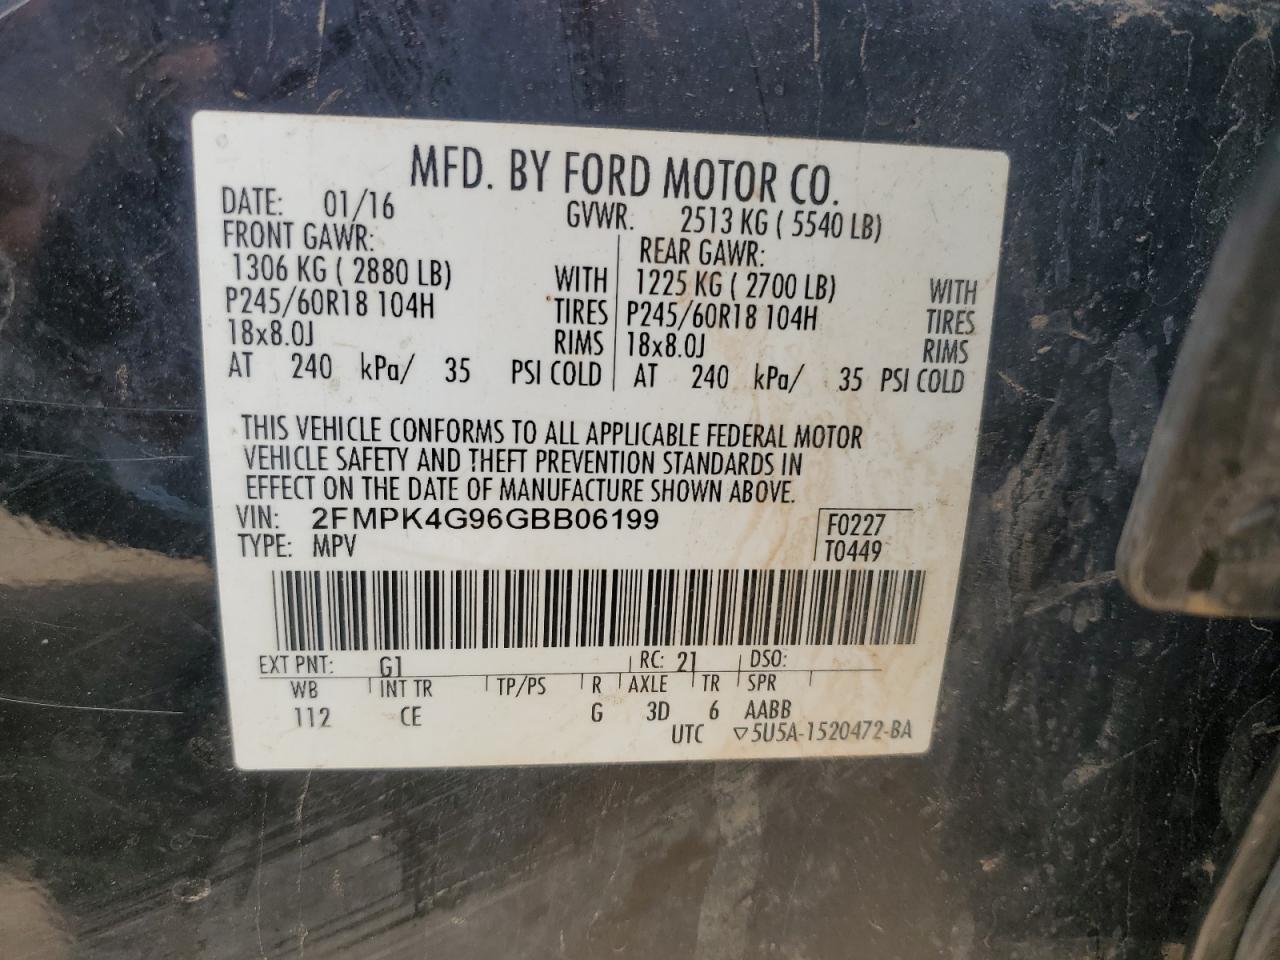 MFD. BY FORD MOTOR CO.
DATE: 01/16 GVWR: 2513 KG ( 5540 LB)
FRONT GAWR: REAR GAWR:
1306 KG ( 2880 LB) WITH 1225 KG ( 2700 LB) WITH
P245/60R18 104H TIRES P245/60R18 104H TIRES
18x8.0J RIMS 18x8.0J RIMS
AT 240 kPa/ 35 PSI COLD AT 240 kPa/ 35 PSI COLD
THIS VEHICLE CONFORMS TO ALL APPLICABLE FEDERAL MOTOR
VEHICLE SAFETY AND THEFT PREVENTION STANDARDS IN
EFFECT ON THE DATE OF MANUFACTURE SHOWN ABOVE.
VIN: 2FMPK4G96GBB06199 F0227
TYPE: MPV T0449
EXT PNT: G1 RC: 21 DSO:
WB INT TR TP/PS R AXLE TR SPR
112 CE G 3D 6 AABB
UTC ▽5U5A-1520472-BA